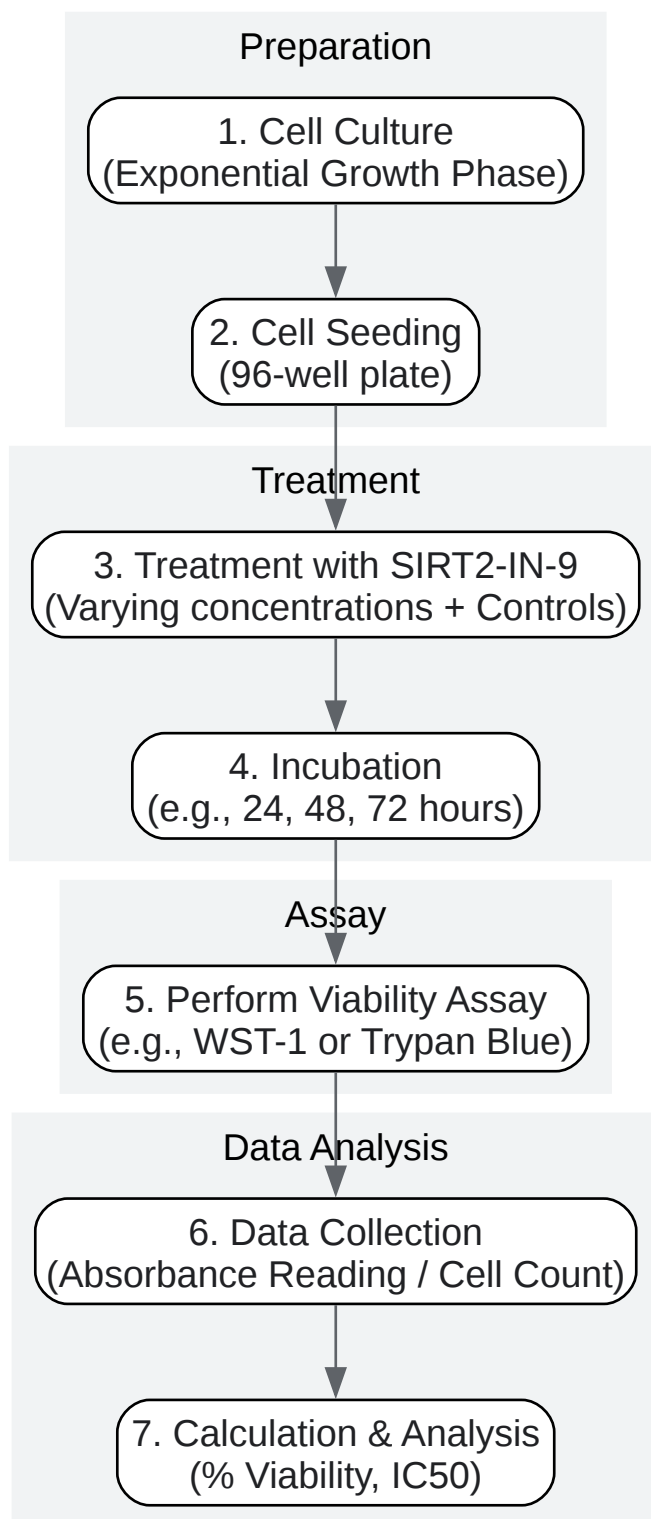 Preparation
1. Cell Culture
(Exponential Growth Phase)
2. Cell Seeding
(96-well plate)
Treatment
3. Treatment with SIRT2-IN-9
(Varying concentrations + Controls)
4. Incubation
(e.g., 24, 48, 72 hours)
Assay
5. Perform Viability Assay
(e.g., WST-1 or Trypan Blue)
Data Analysis
6. Data Collection
(Absorbance Reading / Cell Count)
7. Calculation & Analysis
(% Viability, IC50)